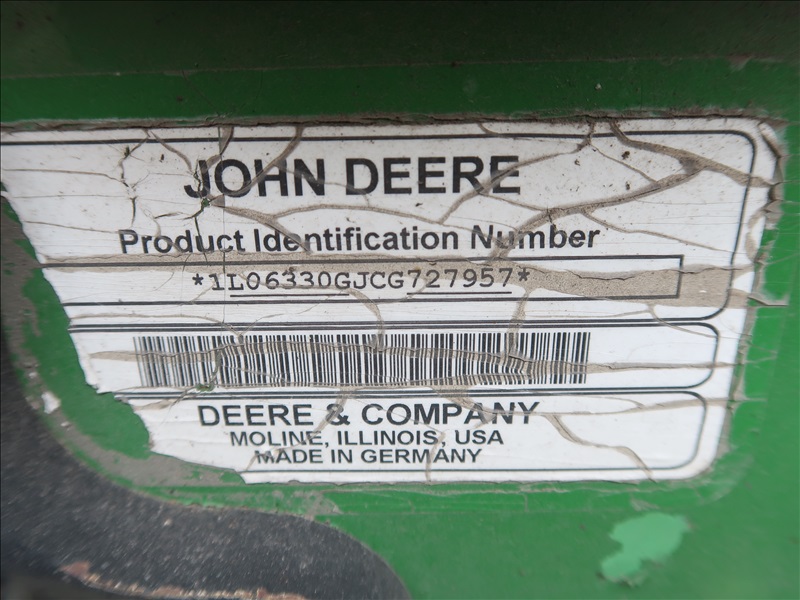 JOHN DEERE
Product Identification Number
*1L06330GJCG727957*
DEERE & COMPANY
MOLINE, ILLINOIS, USA
MADE IN GERMANY